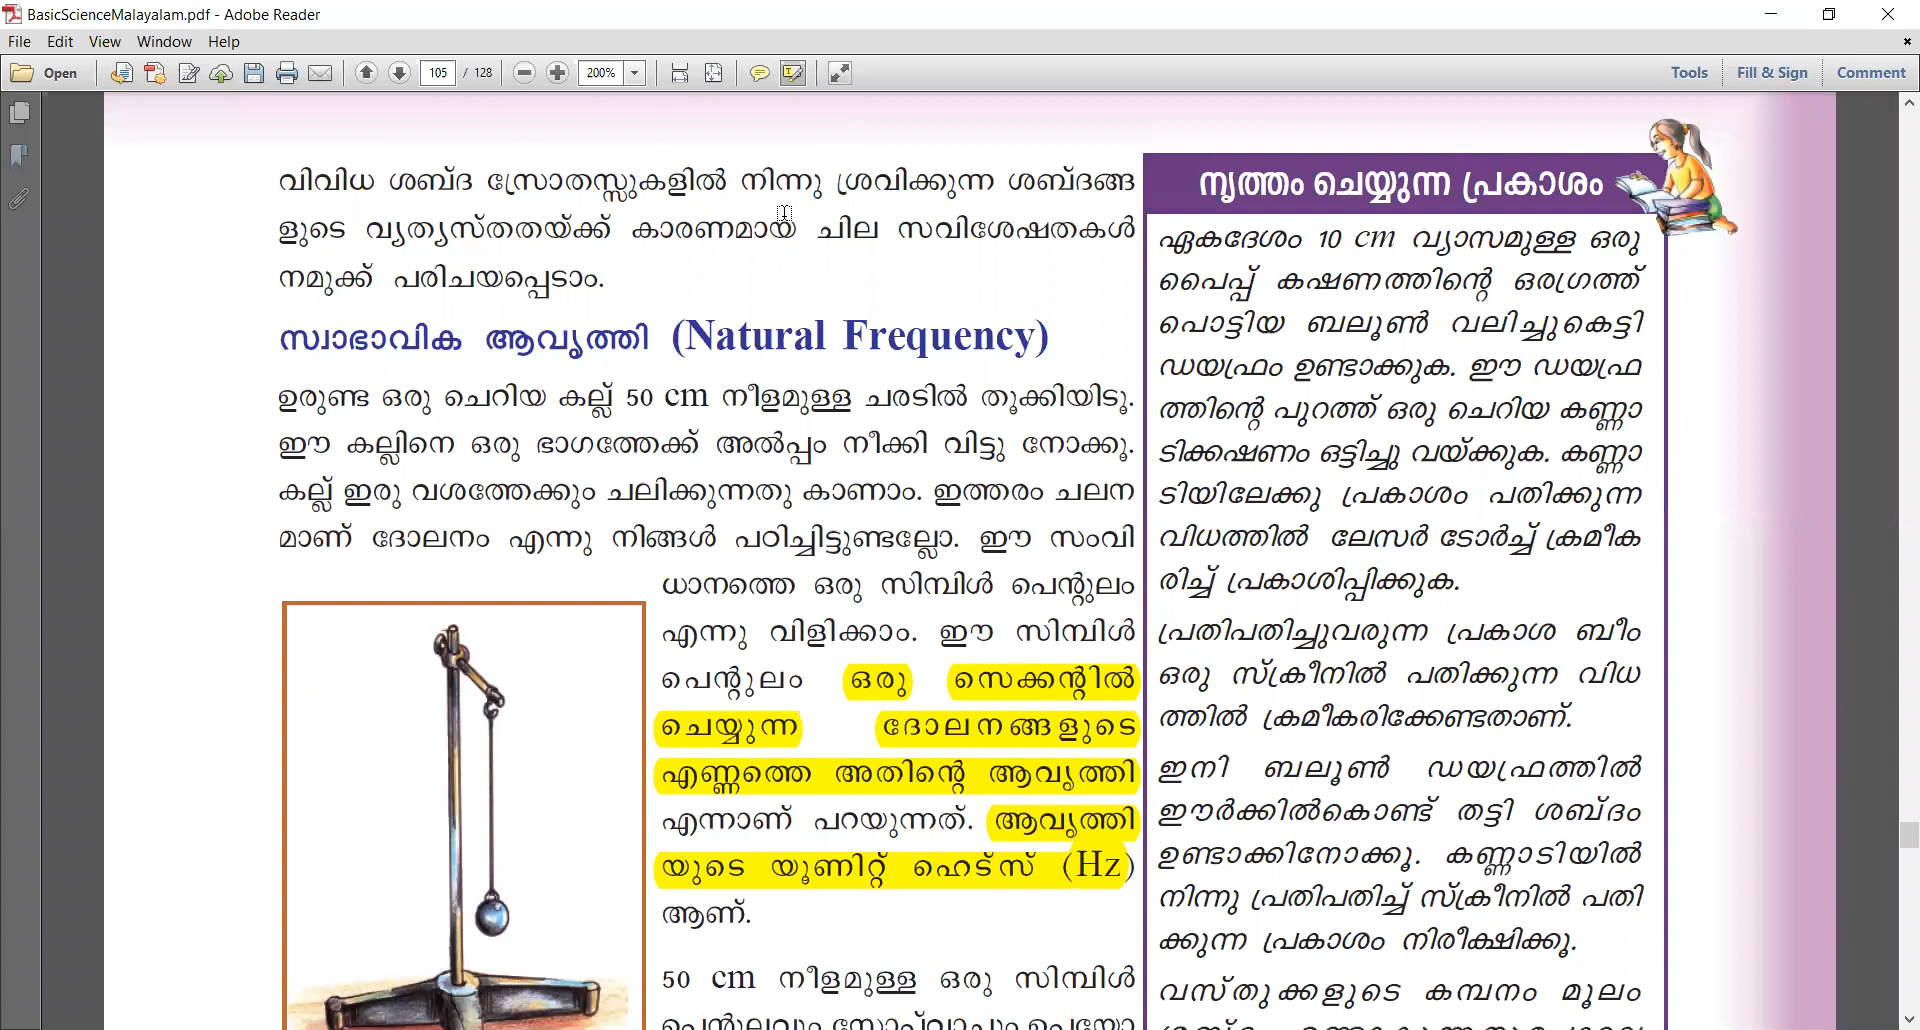 BasicScienceMalayalam.pdf - Adobe Reader
File Edit View Window Help
Open 105 / 128 200% Tools Fill & Sign Comment
വിവിധ ശബ്ദ സ്രോതസ്സുകളിൽ നിന്നു ശ്രവിക്കുന്ന ശബ്ദങ്ങ
ളുടെ വ്യത്യസ്തതയ്ക്ക് കാരണമായ ചില സവിശേഷതകൾ
നമുക്ക് പരിചയപ്പെടാം.
സ്വാഭാവിക ആവൃത്തി (Natural Frequency)
ഉരുണ്ട ഒരു ചെറിയ കല്ല് 50 cm നീളമുള്ള ചരടിൽ തൂക്കിയിടൂ.
ഈ കല്ലിനെ ഒരു ഭാഗത്തേക്ക് അൽപ്പം നീക്കി വിട്ടു നോക്കൂ.
കല്ല് ഇരു വശത്തേക്കും ചലിക്കുന്നതു കാണാം. ഇത്തരം ചലന
മാണ് ദോലനം എന്നു നിങ്ങൾ പഠിച്ചിട്ടുണ്ടല്ലോ. ഈ സംവി
ധാനത്തെ ഒരു സിമ്പിൾ പെന്റുലം
എന്നു വിളിക്കാം. ഈ സിമ്പിൾ
പെന്റുലം ഒരു സെക്കന്റിൽ
ചെയ്യുന്ന ദോലനങ്ങളുടെ
എണ്ണത്തെ അതിന്റെ ആവൃത്തി
എന്നാണ് പറയുന്നത്. ആവൃത്തി
യുടെ യൂണിറ്റ് ഹെട്സ് (Hz)
ആണ്.
50 cm നീളമുള്ള ഒരു സിമ്പിൾ
പെന്റുലവും സ്റ്റോപ്‌വാച്ചും ഉപയോ
നൃത്തം ചെയ്യുന്ന പ്രകാശം
ഏകദേശം 10 cm വ്യാസമുള്ള ഒരു
പൈപ്പ് കഷണത്തിന്റെ ഒരഗ്രത്ത്
പൊട്ടിയ ബലൂൺ വലിച്ചുകെട്ടി
ഡയഫ്രം ഉണ്ടാക്കുക. ഈ ഡയഫ്ര
ത്തിന്റെ പുറത്ത് ഒരു ചെറിയ കണ്ണാ
ടിക്കഷണം ഒട്ടിച്ചു വയ്ക്കുക. കണ്ണാ
ടിയിലേക്കു പ്രകാശം പതിക്കുന്ന
വിധത്തിൽ ലേസർ ടോർച്ച് ക്രമീക
രിച്ച് പ്രകാശിപ്പിക്കുക.
പ്രതിപതിച്ചുവരുന്ന പ്രകാശ ബീം
ഒരു സ്ക്രീനിൽ പതിക്കുന്ന വിധ
ത്തിൽ ക്രമീകരിക്കേണ്ടതാണ്.
ഇനി ബലൂൺ ഡയഫ്രത്തിൽ
ഈർക്കിൽകൊണ്ട് തട്ടി ശബ്ദം
ഉണ്ടാക്കിനോക്കൂ. കണ്ണാടിയിൽ
നിന്നു പ്രതിപതിച്ച് സ്ക്രീനിൽ പതി
ക്കുന്ന പ്രകാശം നിരീക്ഷിക്കൂ.
വസ്തുക്കളുടെ കമ്പനം മൂലം